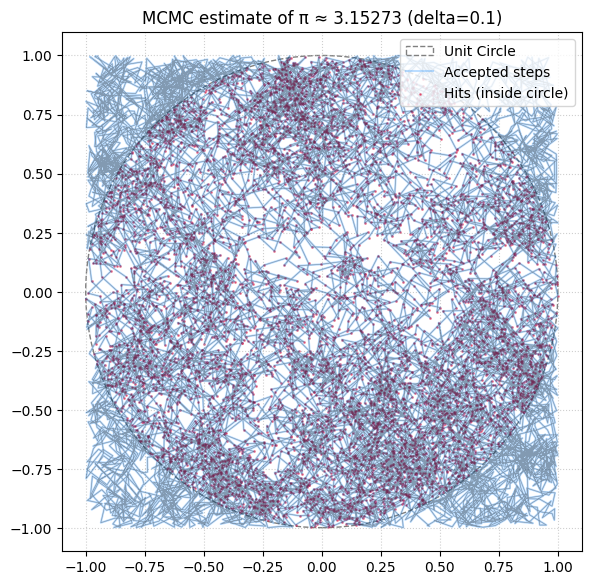 MCMC estimate of π ≈ 3.15273 (delta=0.1)
Unit Circle
Accepted steps
Hits (inside circle)
1.00
0.75
0.50
0.25
0.00
−0.25
−0.50
−0.75
−1.00
−1.00 −0.75 −0.50 −0.25 0.00 0.25 0.50 0.75 1.00